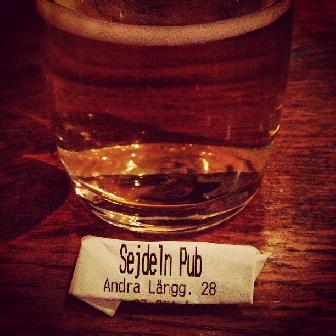 Sejdeln Pub
Andra Långg. 28